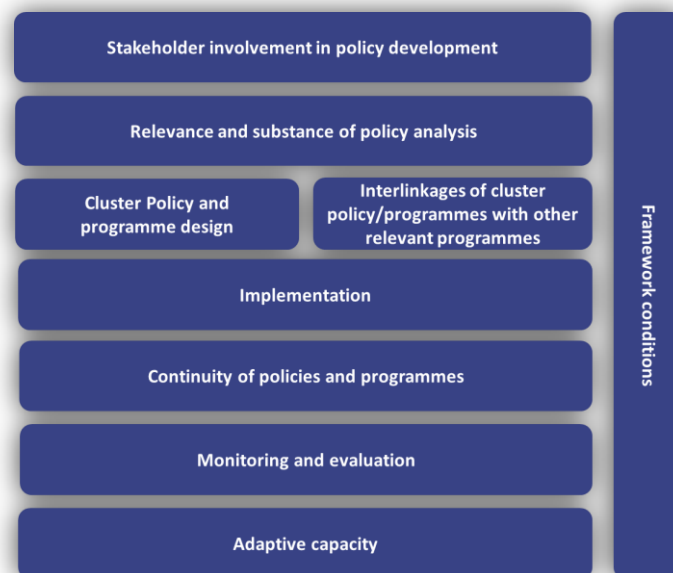 Stakeholder involvement in policy development
Relevance and substance of policy analysis
Cluster Policy and
programme design
Interlinkages of cluster
policy/programmes with other
relevant programmes
Implementation
Continuity of policies and programmes
Monitoring and evaluation
Adaptive capacity
Framework conditions